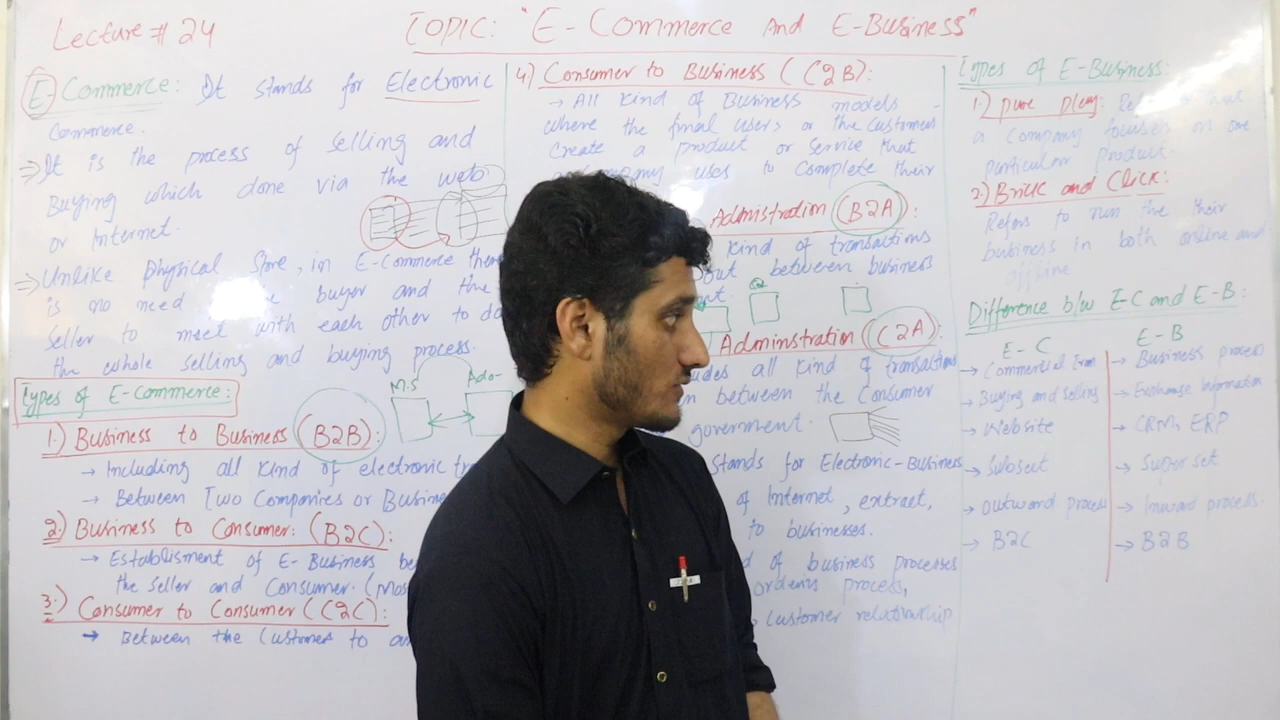 Lecture # 24
TOPIC: "E-Commerce And E-Business"
E-Commerce: It stands for Electronic
Commerce.
⇒ It is the process of selling and
Buying which done via the web
or Internet.
⇒ Unlike physical Store, in E-Commerce
is no need buyer and the
seller to meet with each other to do
the whole selling and buying process.
Types of E-Commerce:
M.S Ado-
1.) Business to Business (B2B):
→ Including all kind of electronic
→ Between Two Companies or
2.) Business to Consumer: (B2C):
→ Establisment of E-Business
the seller and Consumer.
3.) Consumer to Consumer (C2C):
→ Between the Customer to
4) Consumer to Business (C2B):
→ All kind of Business models
where the final users or the customers
Create a product or service that
uses to complete their
Adminstration (B2A):
kind of transactions
between business
Adminstration (C2A):
all kind of transactions
between the Consumer
government.
stands for Electronic-Business
of Internet, extract,
to businesses.
of business processes
orders process,
customer relationship
Types of E-Business:
1.) pure play:
a company focuses on one
particular product.
2.) Brick and Click:
Refers to run the their
business in both online and
offline
Difference b/w E-C and E-B:
E-C E-B
→ Commercial → Business process
→ Buying and selling → Exchange Information
→ Website → CRM, ERP
→ Subset → Super set
→ outward process → Inward process.
→ B2C → B2B